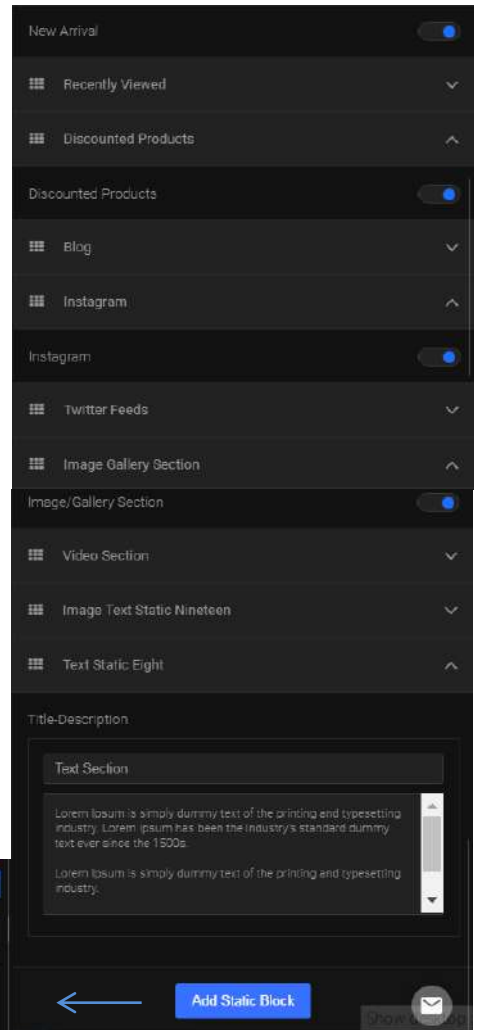 New Arrival
Recently Viewed
Discounted Products
Discounted Products
Blog
Instagram
Instagram
Twitter Feeds
Image Gallery Section
Image/Gallery Section
Video Section
Image Text Static Nineteen
Text Static Eight
Title-Description
Text Section
Lorem Ipsum is simply dummy text of the printing and typesetting
industry. Lorem Ipsum has been the industry's standard dummy
text ever since the 1500s.
Lorem Ipsum is simply dummy text of the printing and typesetting
industry.
Add Static Block
Show desktop